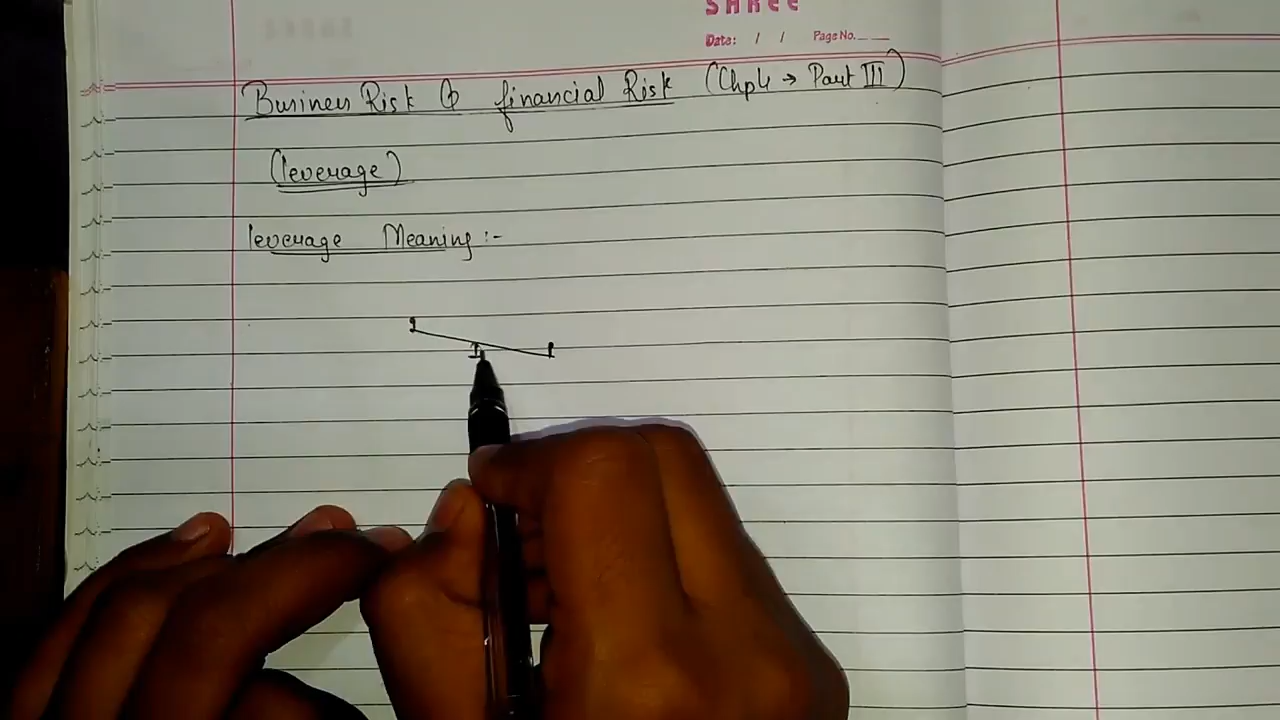 SHREE
Date: / / Page No.
Business Risk & financial Risk (Chp4 → Part III)
(leverage)
leverage Meaning :-